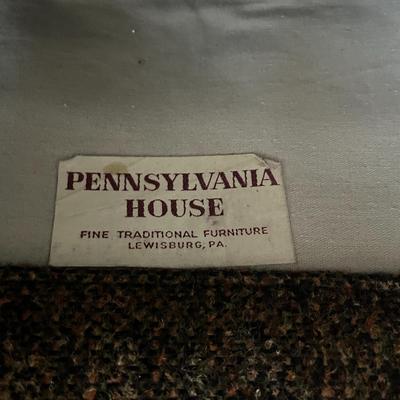 PENNSYLVANIA
HOUSE
FINE TRADITIONAL FURNITURE
LEWISBURG, PA.